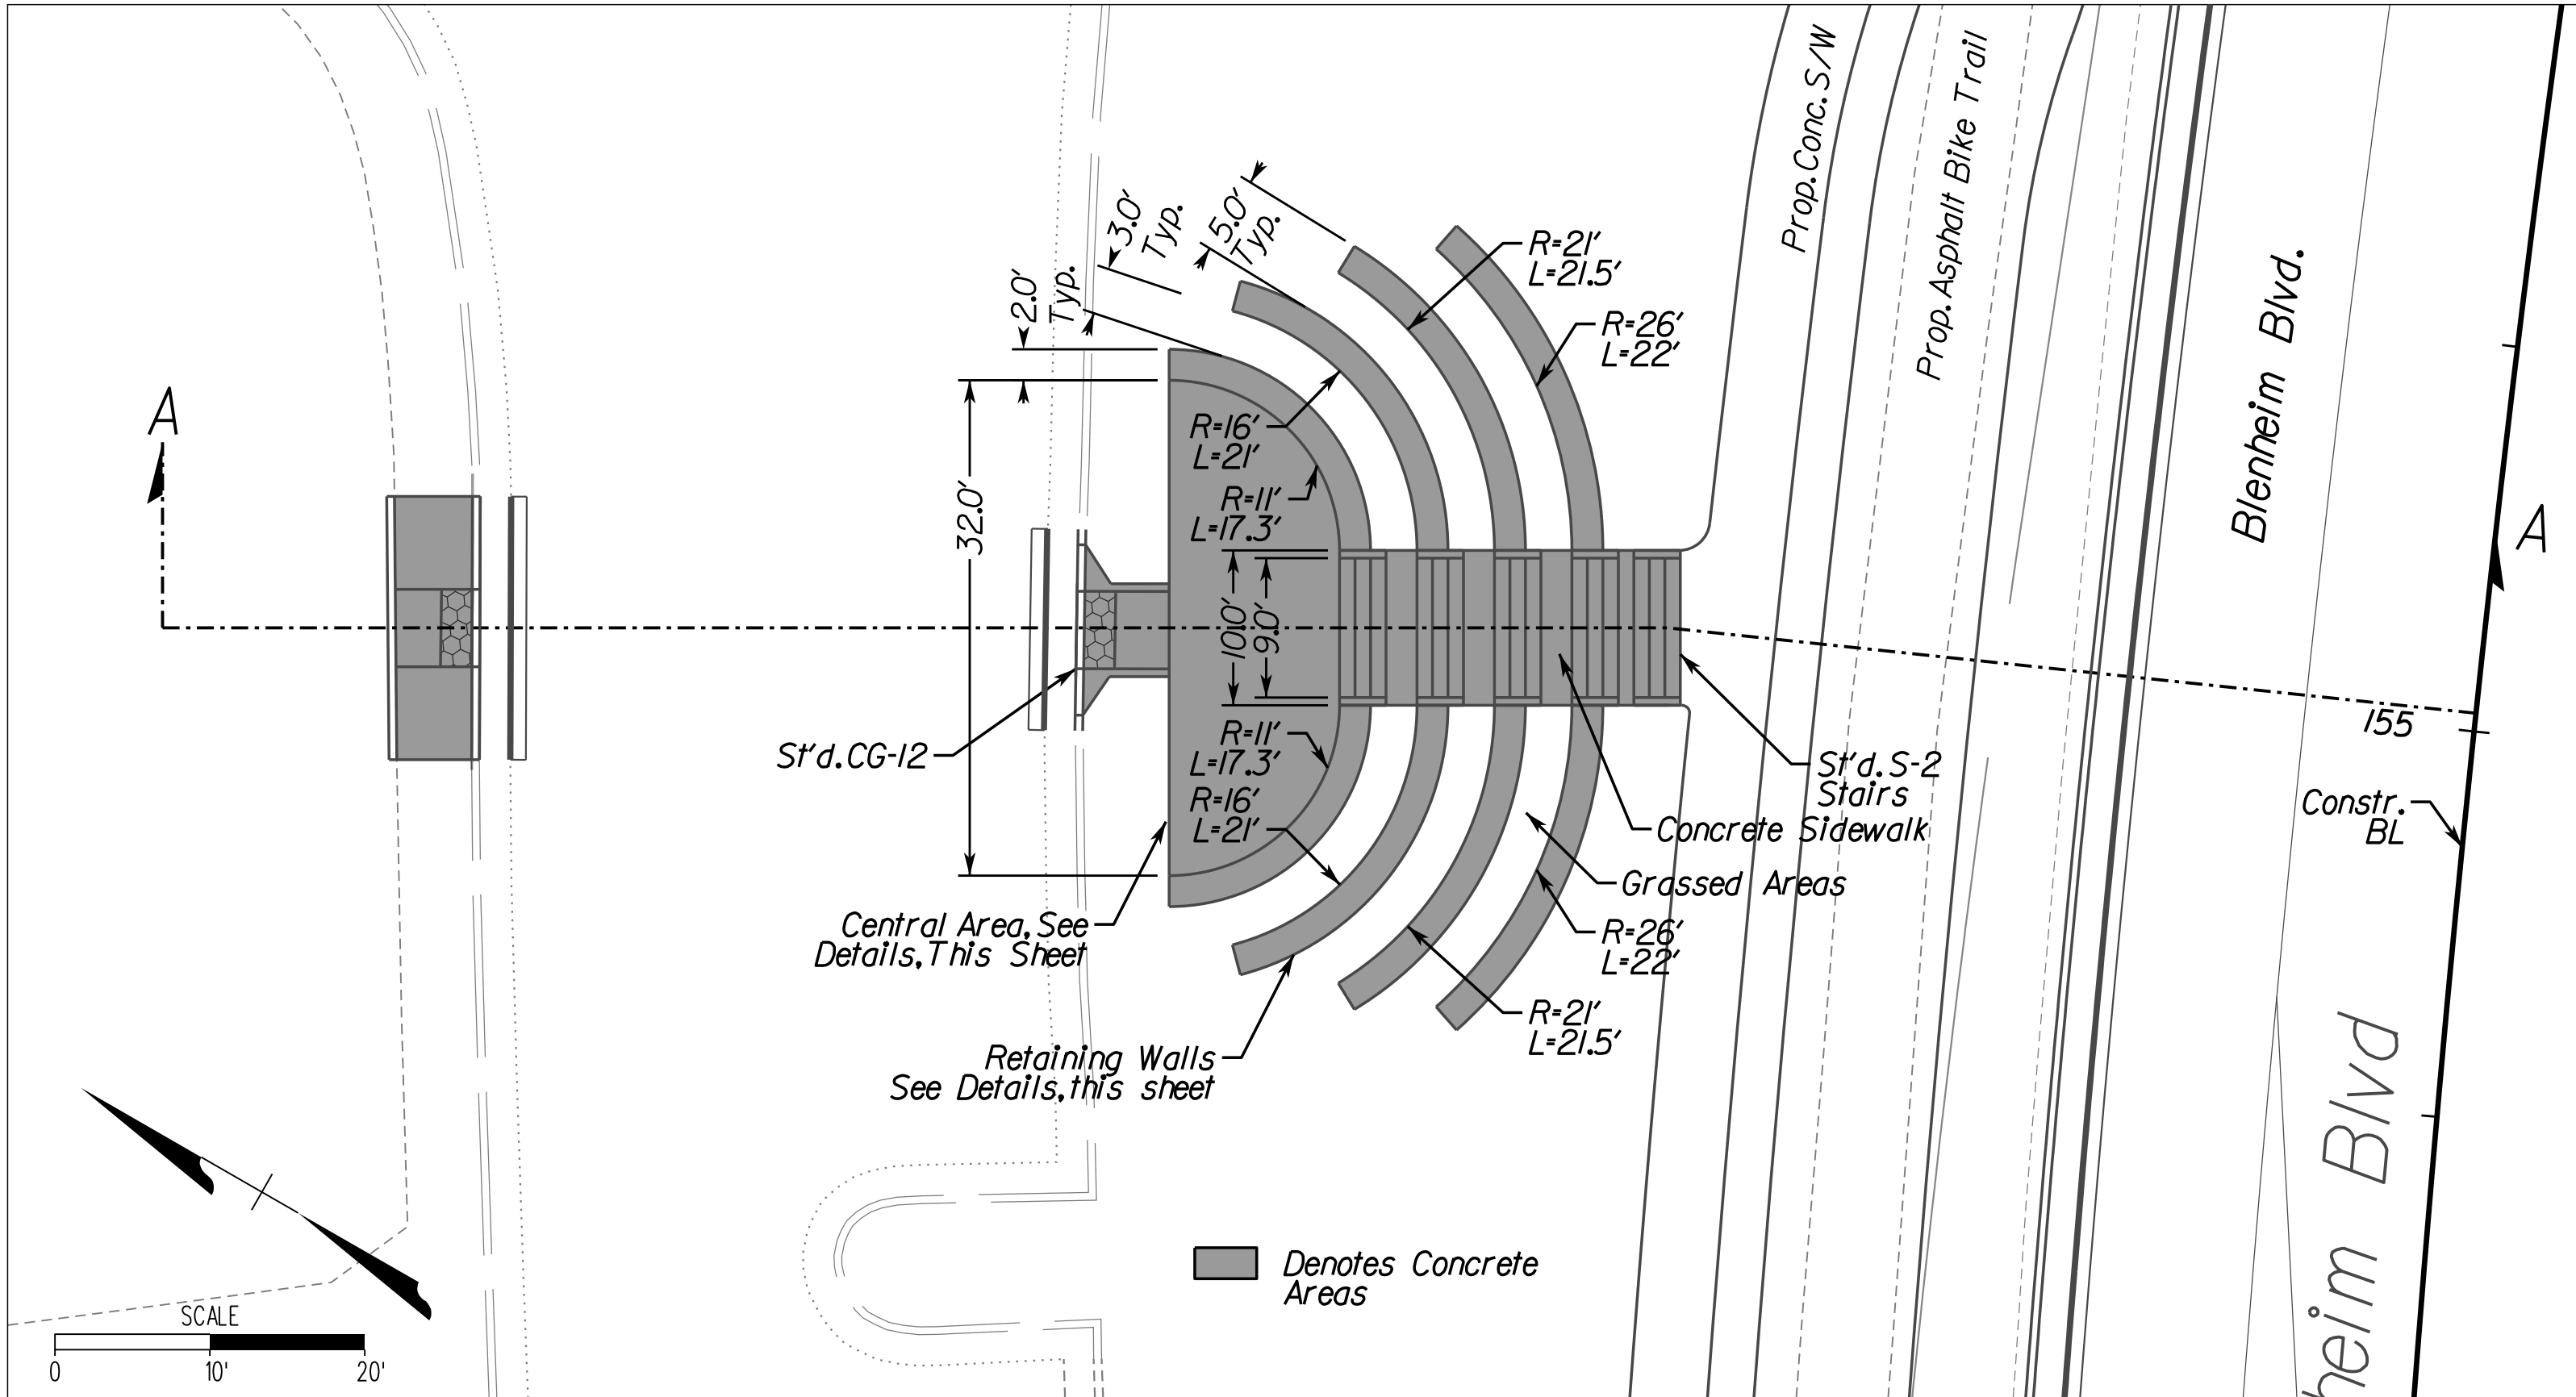 Prop. Conc. S/W
Prop. Asphalt Bike Trail
Blenheim Blvd.
A
A
3.0'
Typ.
5.0'
Typ.
2.0'
Typ.
R=21'
L=21.5'
R=26'
L=22'
R=16'
L=21'
R=11'
L=17.3'
32.0'
10.0'
9.0'
R=11'
L=17.3'
R=16'
L=21'
St'd. CG-12
155
St'd. S-2
Stairs
Constr.
BL
Concrete Sidewalk
Grassed Areas
R=26'
L=22'
Central Area, See
Details, This Sheet
R=21'
L=21.5'
Retaining Walls
See Details, this sheet
heim Blvd
Denotes Concrete
Areas
SCALE
0 10' 20'